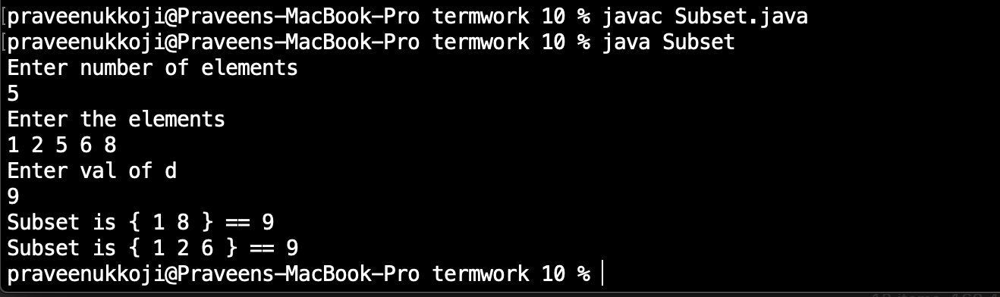 praveenukkoji@Praveens-MacBook-Pro termwork 10 % javac Subset.java
praveenukkoji@Praveens-MacBook-Pro termwork 10 % java Subset
Enter number of elements
5
Enter the elements
1 2 5 6 8
Enter val of d
9
Subset is { 1 8 } == 9
Subset is { 1 2 6 } == 9
praveenukkoji@Praveens-MacBook-Pro termwork 10 %